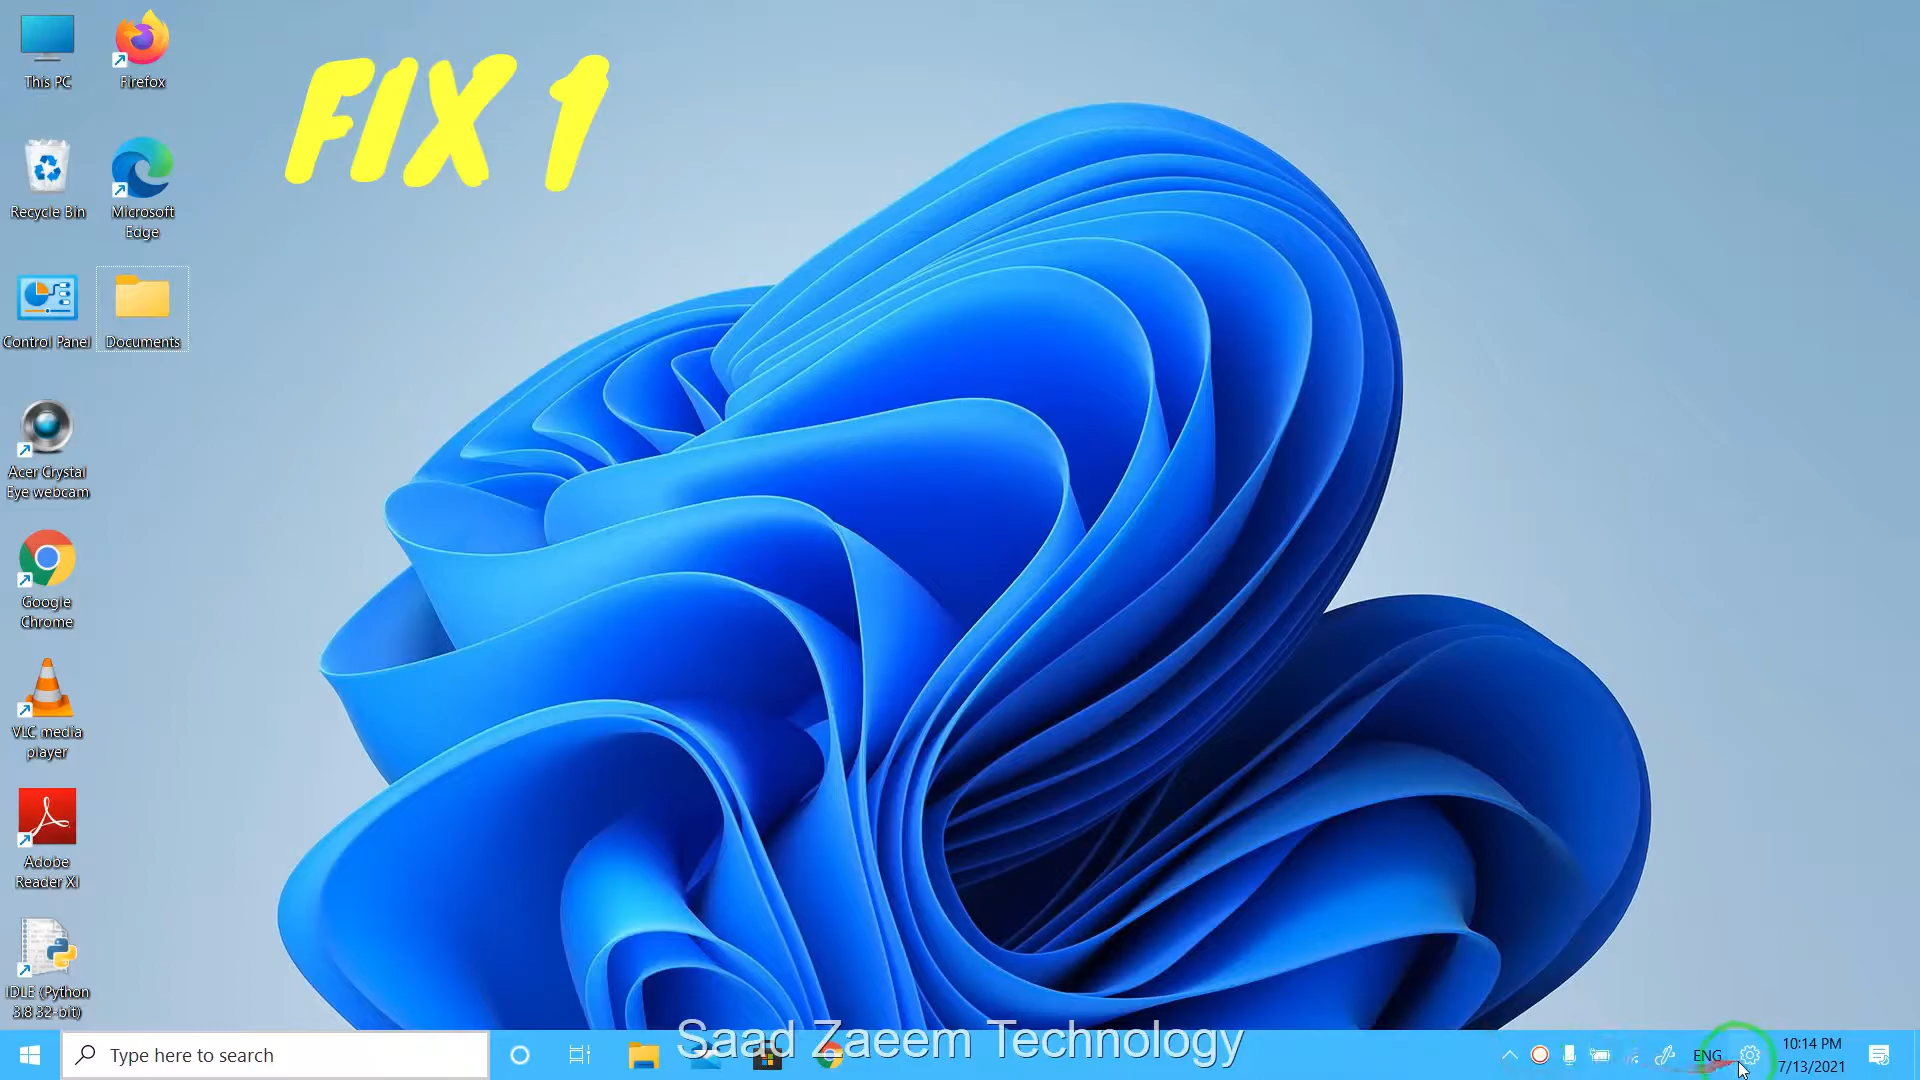 This PC
Firefox
FIX 1
Recycle Bin
Microsoft
Edge
Control Panel
Documents
Acer Crystal
Eye webcam
Google
Chrome
VLC media
player
Adobe
Reader XI
IDLE (Python
3.8 32-bit)
Type here to search
Saad Zaeem Technology
ENG
10:14 PM
7/13/2021